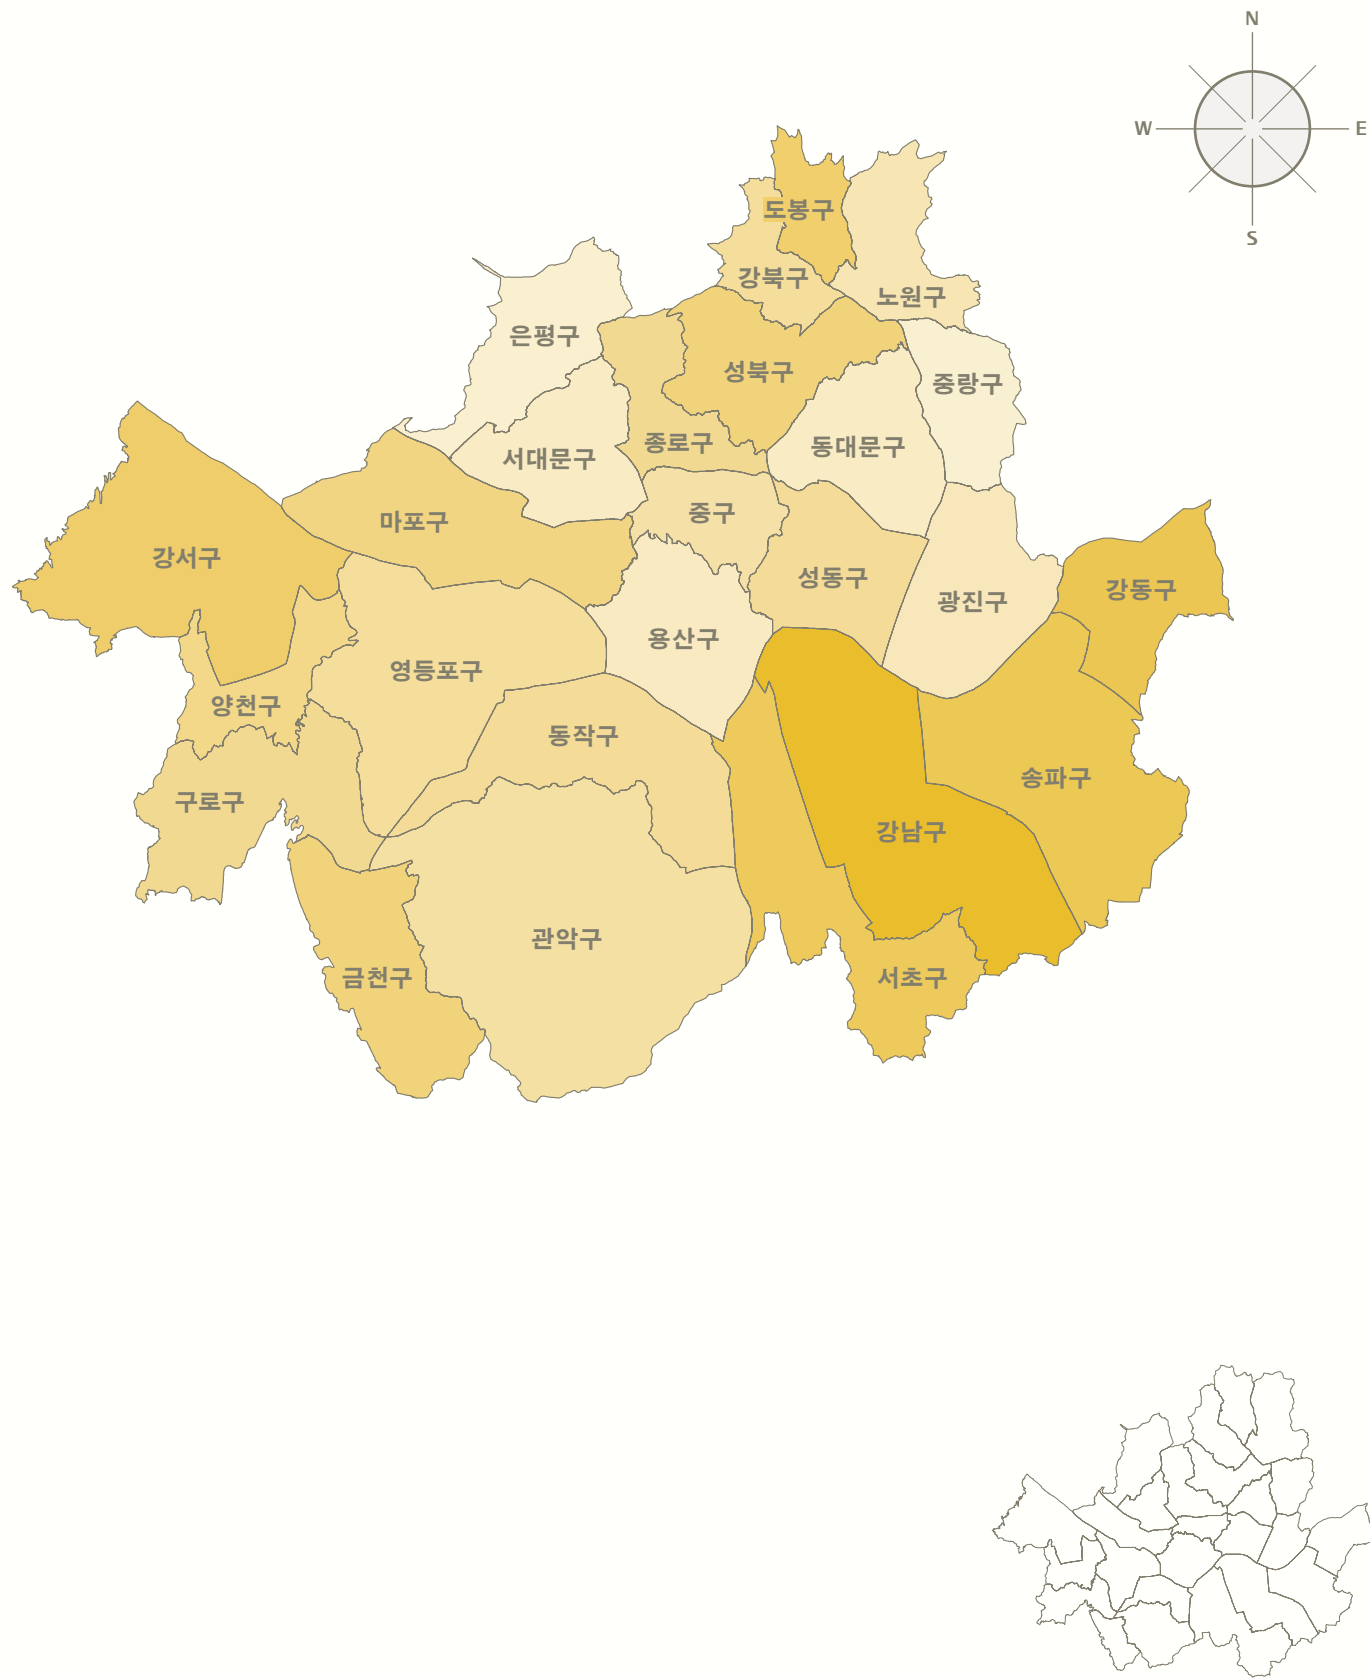 N
W
E
S
도봉구
강북구
노원구
은평구
성북구
중랑구
종로구
동대문구
서대문구
중구
마포구
강서구
성동구
강동구
광진구
용산구
영등포구
양천구
동작구
송파구
구로구
강남구
관악구
금천구
서초구